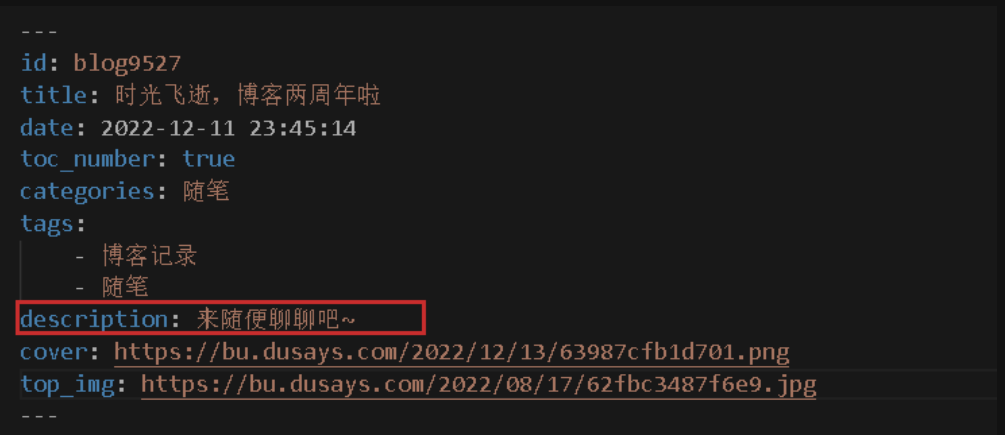 ---
id: blog9527
title: 时光飞逝，博客两周年啦
date: 2022-12-11 23:45:14
toc_number: true
categories: 随笔
tags:
- 博客记录
- 随笔
description: 来随便聊聊吧~
cover: https://bu.dusays.com/2022/12/13/63987cfb1d701.png
top_img: https://bu.dusays.com/2022/08/17/62fbc3487f6e9.jpg
---